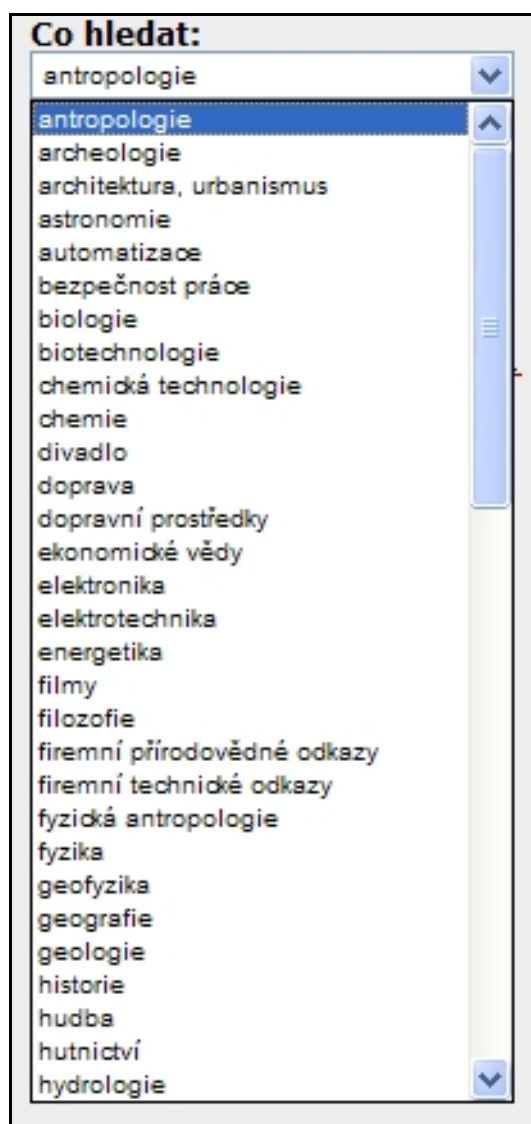 Co hledat:
antropologie
antropologie
archeologie
architektura, urbanismus
astronomie
automatizace
bezpečnost práce
biologie
biotechnologie
chemická technologie
chemie
divadlo
doprava
dopravní prostředky
ekonomické vědy
elektronika
elektrotechnika
energetika
filmy
filozofie
firemní přírodovědné odkazy
firemní technické odkazy
fyzická antropologie
fyzika
geofyzika
geografie
geologie
historie
hudba
hutnictví
hydrologie